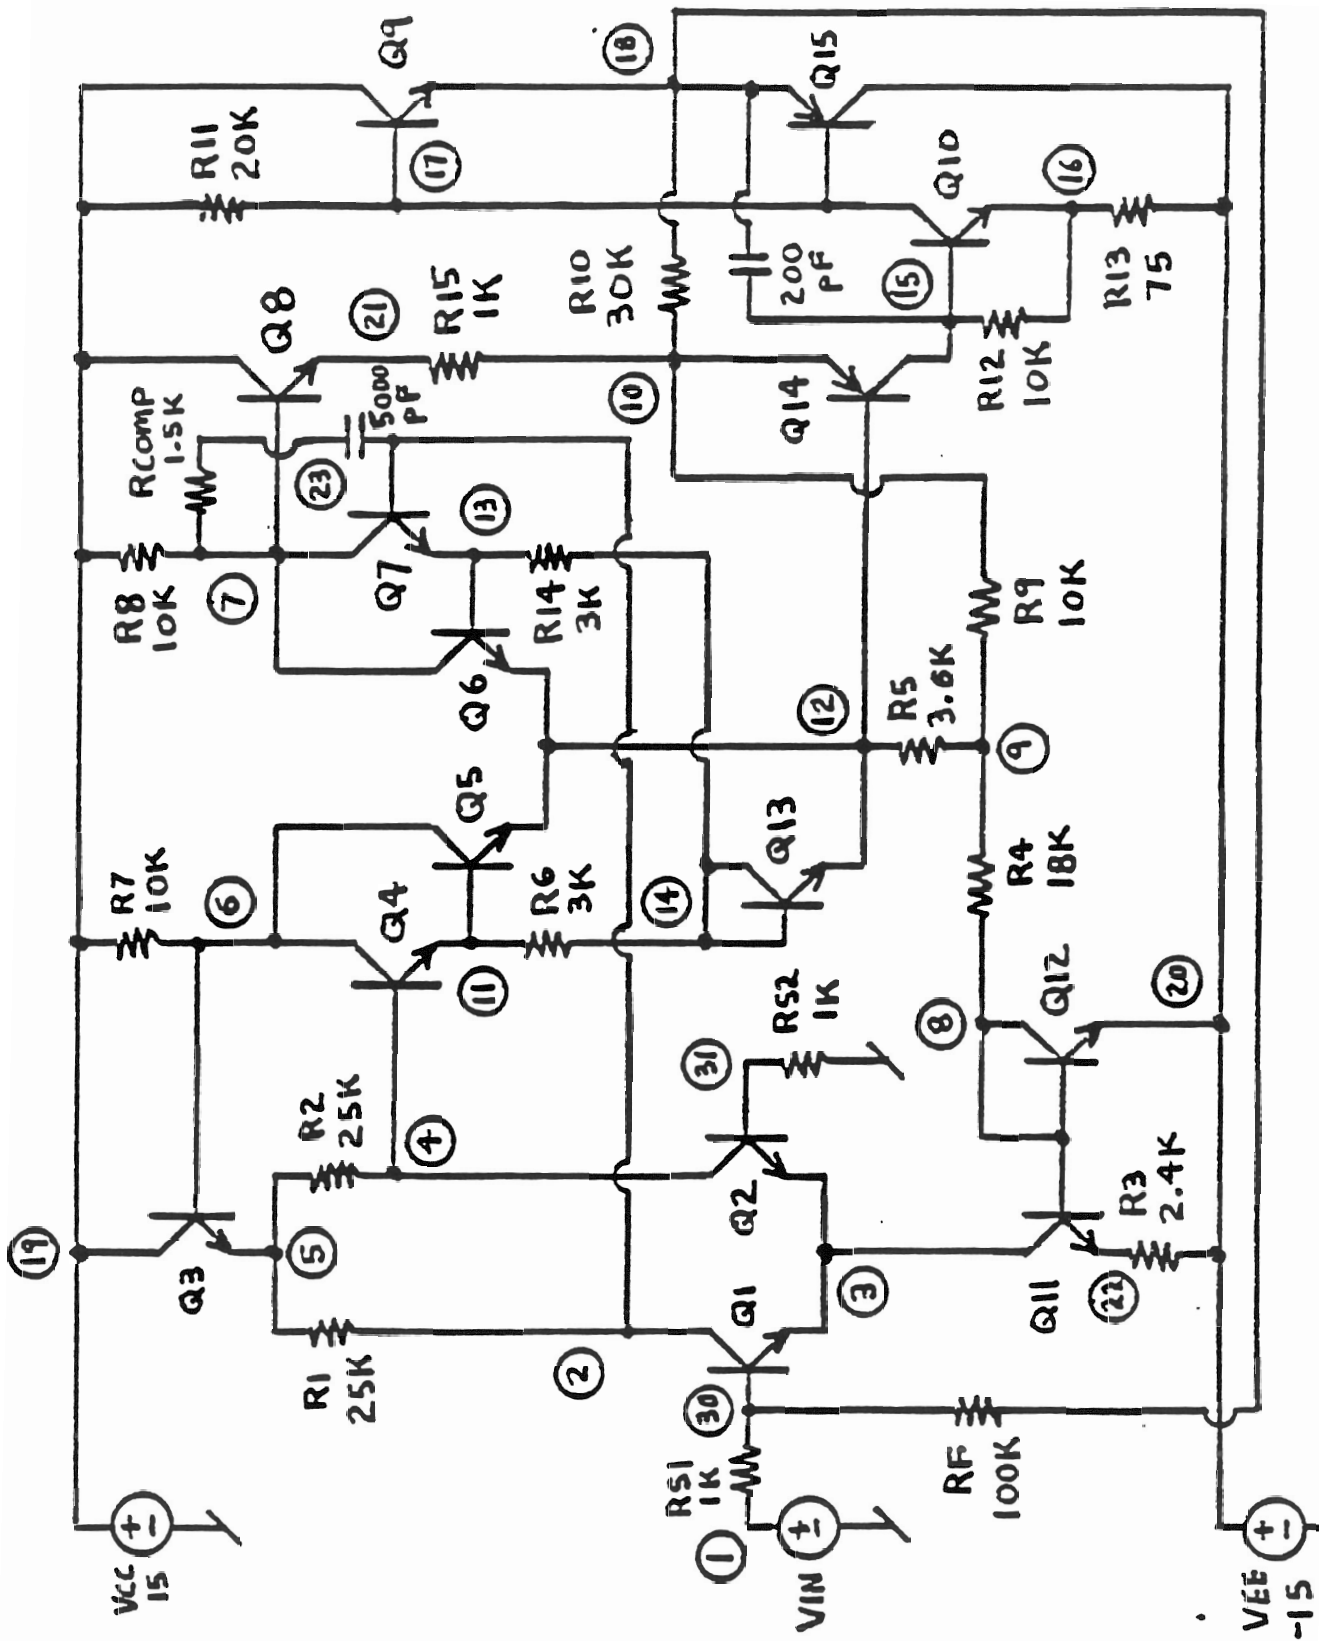 19
VCC
15
R7
10K
R8
10K
RCOMP
1.5K
Q3
R11
20K
6
7
Q8
5
23
R1
25K
R2
25K
5000
PF
21
Q4
Q7
Q9
4
17
R15
1K
Q5
Q6
11
13
R6
3K
R14
3K
2
R10
30K
10
18
14
RS1
1K
30
31
1
Q1
Q2
RS2
1K
Q13
Q14
200
PF
Q15
VIN
12
3
R5
3.6K
15
RF
100K
8
Q10
R12
10K
9
R4
18K
R9
10K
Q11
Q12
16
22
R3
2.4K
R13
75
20
VEE
-15